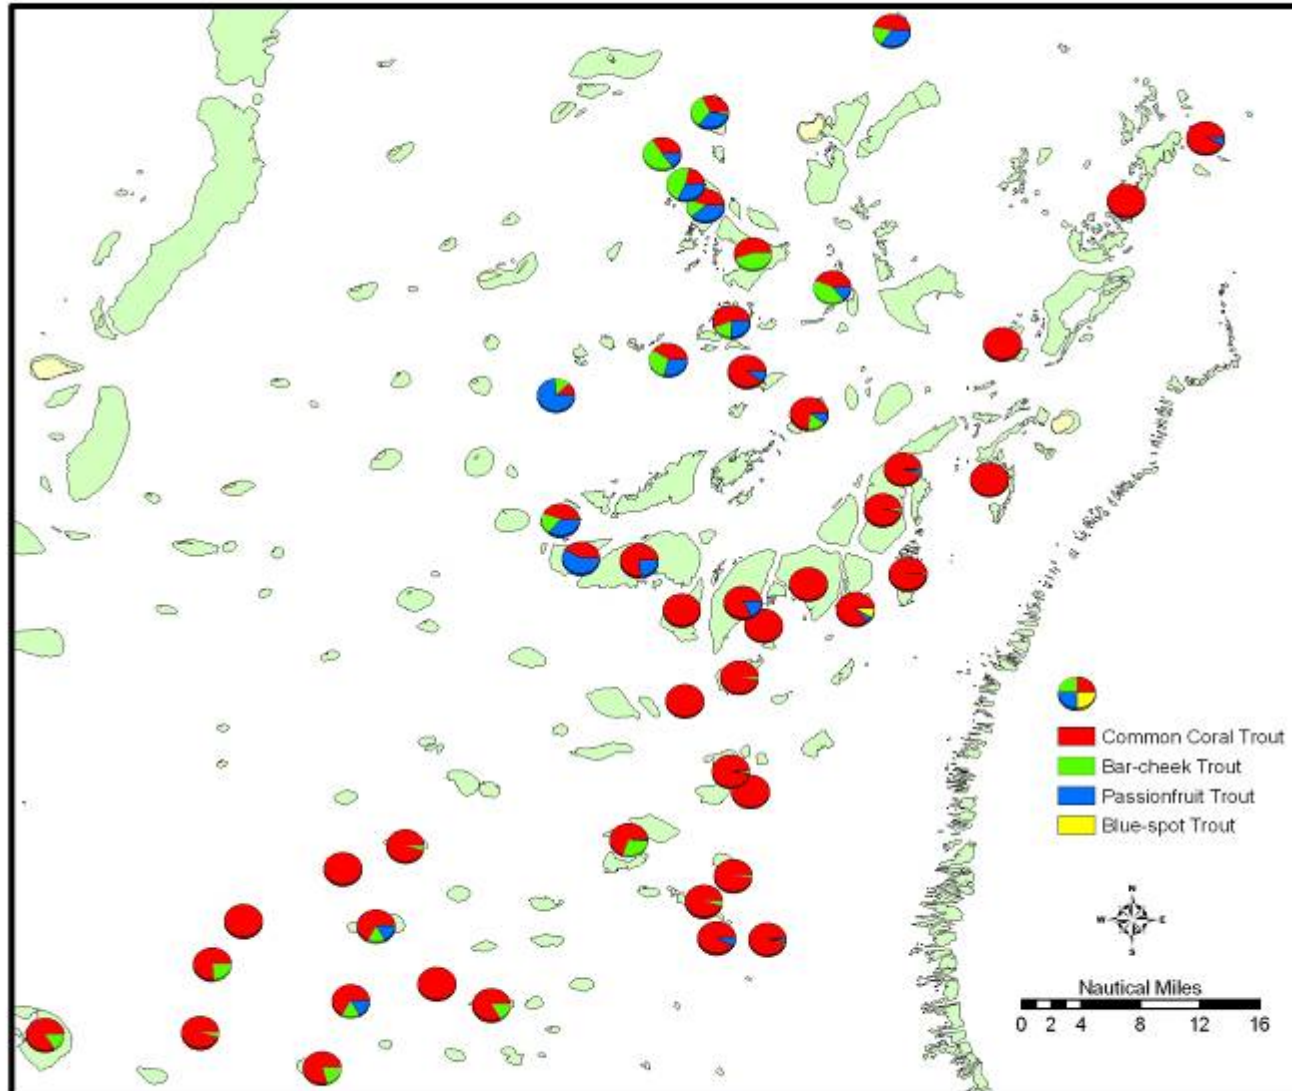 Common Coral Trout
Bar-cheek Trout
Passionfruit Trout
Blue-spot Trout
N
W E
S
Nautical Miles
0 2 4 8 12 16